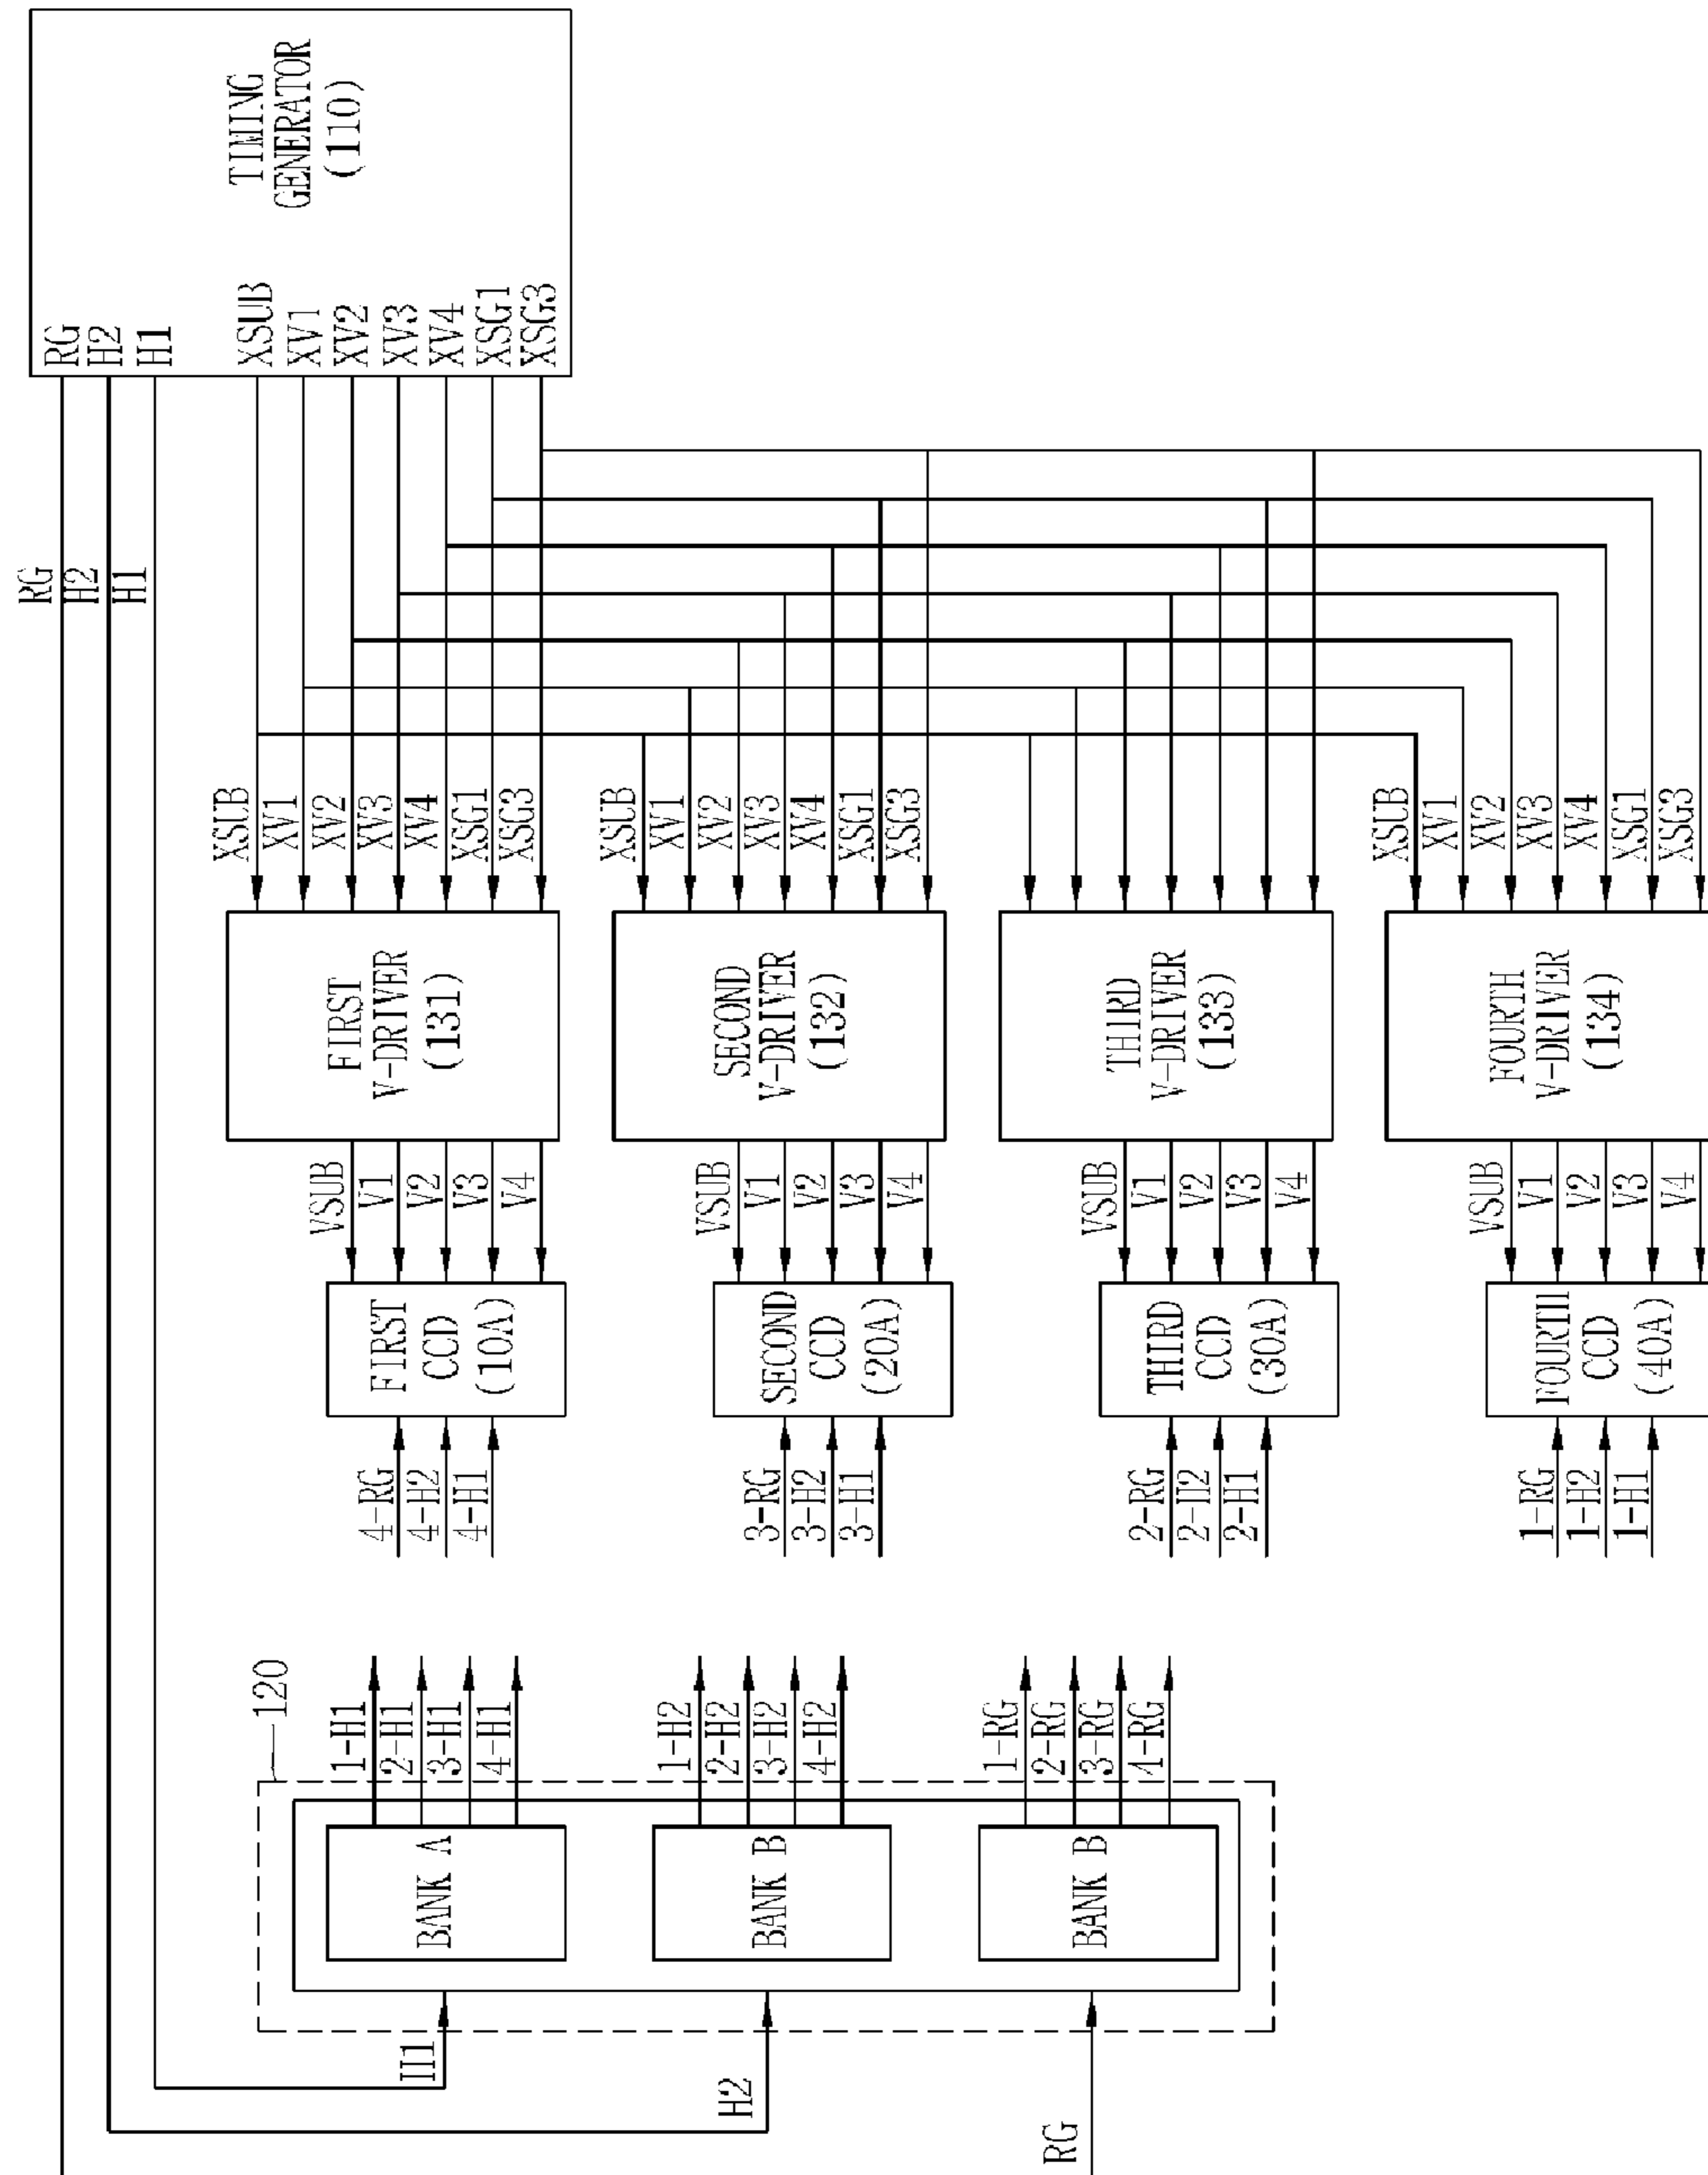 TIMING
GENERATOR
(110)
RG
H2
H1
XSUB
XV1
XV2
XV3
XV4
XSG1
XSG3
RG
H2
H1
XSUB
XV1
XV2
XV3
XV4
XSG1
XSG3
XSUB
XV1
XV2
XV3
XV4
XSG1
XSG3
XSUB
XV1
XV2
XV3
XV4
XSG1
XSG3
FIRST
V-DRIVER
(131)
SECOND
V-DRIVER
(132)
THIRD
V-DRIVER
(133)
FOURTH
V-DRIVER
(134)
VSUB
V1
V2
V3
V4
VSUB
V1
V2
V3
V4
VSUB
V1
V2
V3
V4
VSUB
V1
V2
V3
V4
FIRST
CCD
(10A)
SECOND
CCD
(20A)
THIRD
CCD
(30A)
FOURTH
CCD
(40A)
4-RG
4-H2
4-H1
3-RG
3-H2
3-H1
2-RG
2-H2
2-H1
1-RG
1-H2
1-H1
120
1-H1
2-H1
3-H1
4-H1
1-H2
2-H2
3-H2
4-H2
1-RG
2-RG
3-RG
4-RG
BANK A
BANK B
BANK B
H1
H2
RG